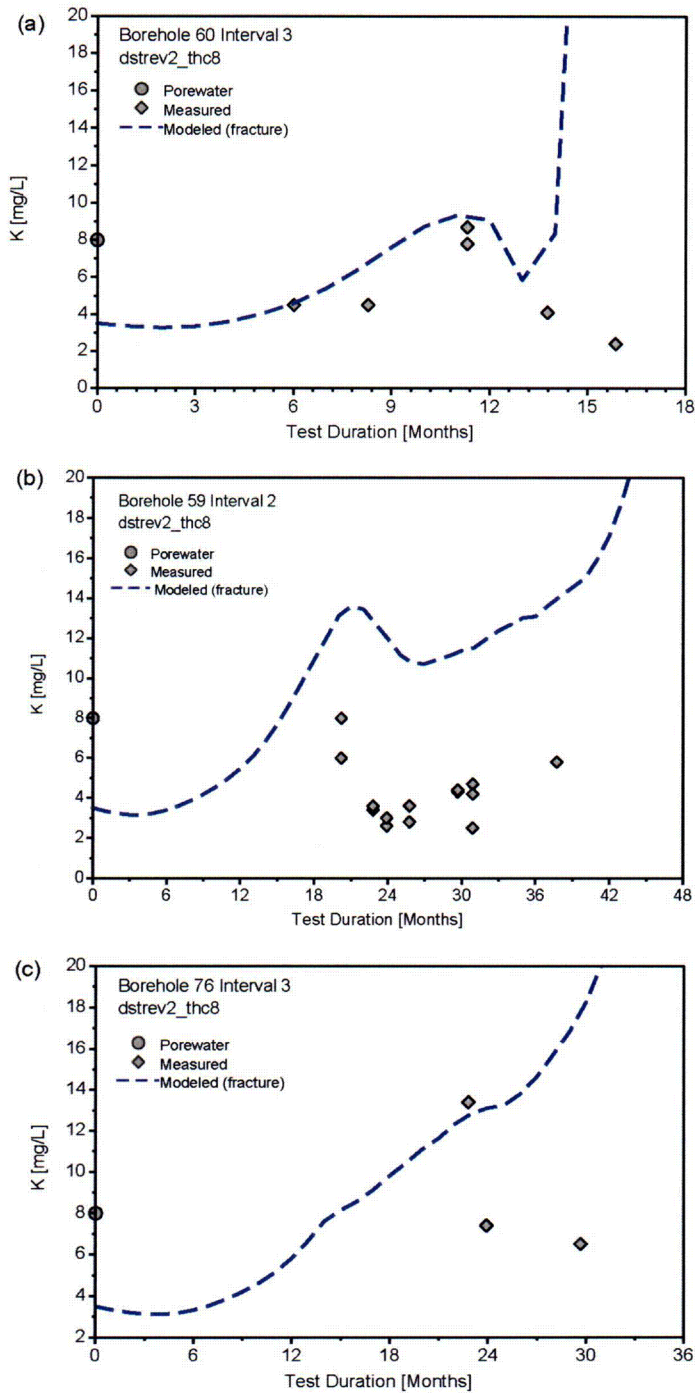 (a)
Borehole 60 Interval 3
dstrev2_thc8
Porewater
Measured
Modeled (fracture)
K [mg/L]
20
18
16
14
12
10
8
6
4
2
0
0 3 6 9 12 15 18
Test Duration [Months]
(b)
Borehole 59 Interval 2
dstrev2_thc8
Porewater
Measured
Modeled (fracture)
K [mg/L]
20
18
16
14
12
10
8
6
4
2
0
0 6 12 18 24 30 36 42 48
Test Duration [Months]
(c)
Borehole 76 Interval 3
dstrev2_thc8
Porewater
Measured
Modeled (fracture)
K [mg/L]
20
18
16
14
12
10
8
6
4
2
0 6 12 18 24 30 36
Test Duration [Months]